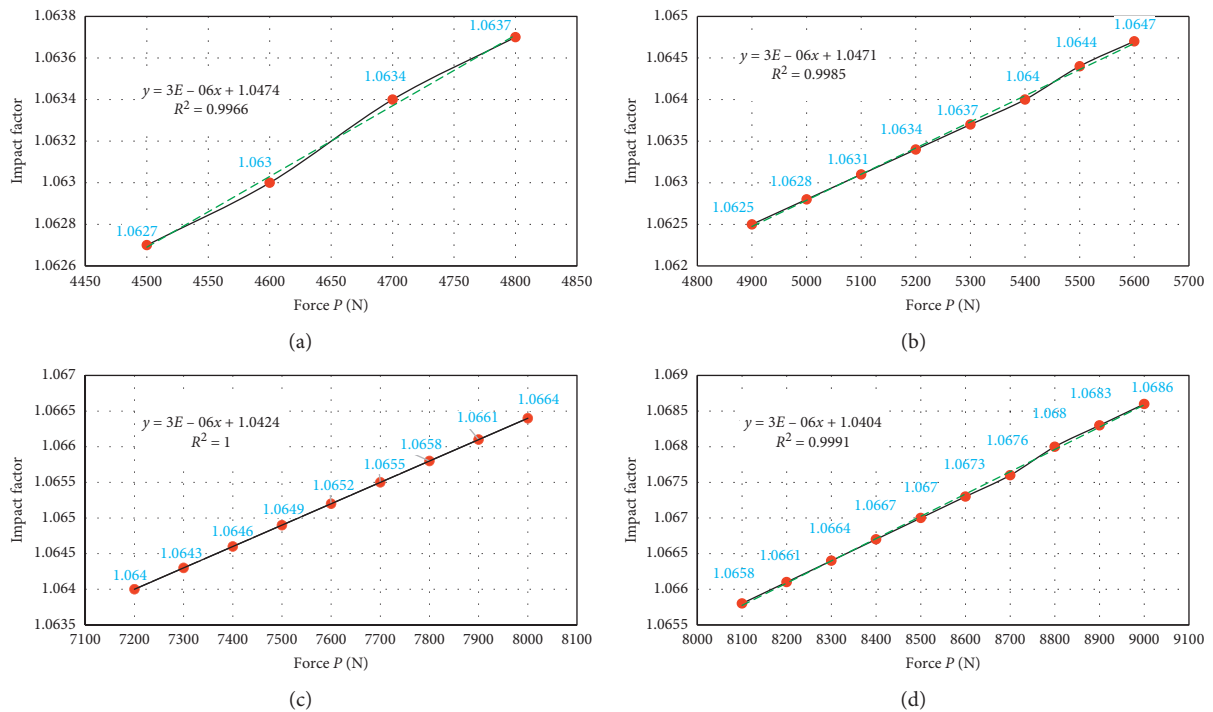 1.0638
1.0636
1.0634
1.0632
1.063
1.0628
1.0626
Impact factor
y = 3E − 06x + 1.0474
R² = 0.9966
1.0627
1.063
1.0634
1.0637
4450 4500 4550 4600 4650 4700 4750 4800 4850
Force P (N)
(a)
1.065
1.0645
1.064
1.0635
1.063
1.0625
1.062
Impact factor
y = 3E − 06x + 1.0471
R² = 0.9985
1.0625
1.0628
1.0631
1.0634
1.0637
1.064
1.0644
1.0647
4800 4900 5000 5100 5200 5300 5400 5500 5600 5700
Force P (N)
(b)
1.067
1.0665
1.066
1.0655
1.065
1.0645
1.064
1.0635
Impact factor
y = 3E − 06x + 1.0424
R² = 1
1.064
1.0643
1.0646
1.0649
1.0652
1.0655
1.0658
1.0661
1.0664
7100 7200 7300 7400 7500 7600 7700 7800 7900 8000 8100
Force P (N)
(c)
1.069
1.0685
1.068
1.0675
1.067
1.0665
1.066
1.0655
Impact factor
y = 3E − 06x + 1.0404
R² = 0.9991
1.0658
1.0661
1.0664
1.0667
1.067
1.0673
1.0676
1.068
1.0683
1.0686
8000 8100 8200 8300 8400 8500 8600 8700 8800 8900 9000 9100
Force P (N)
(d)